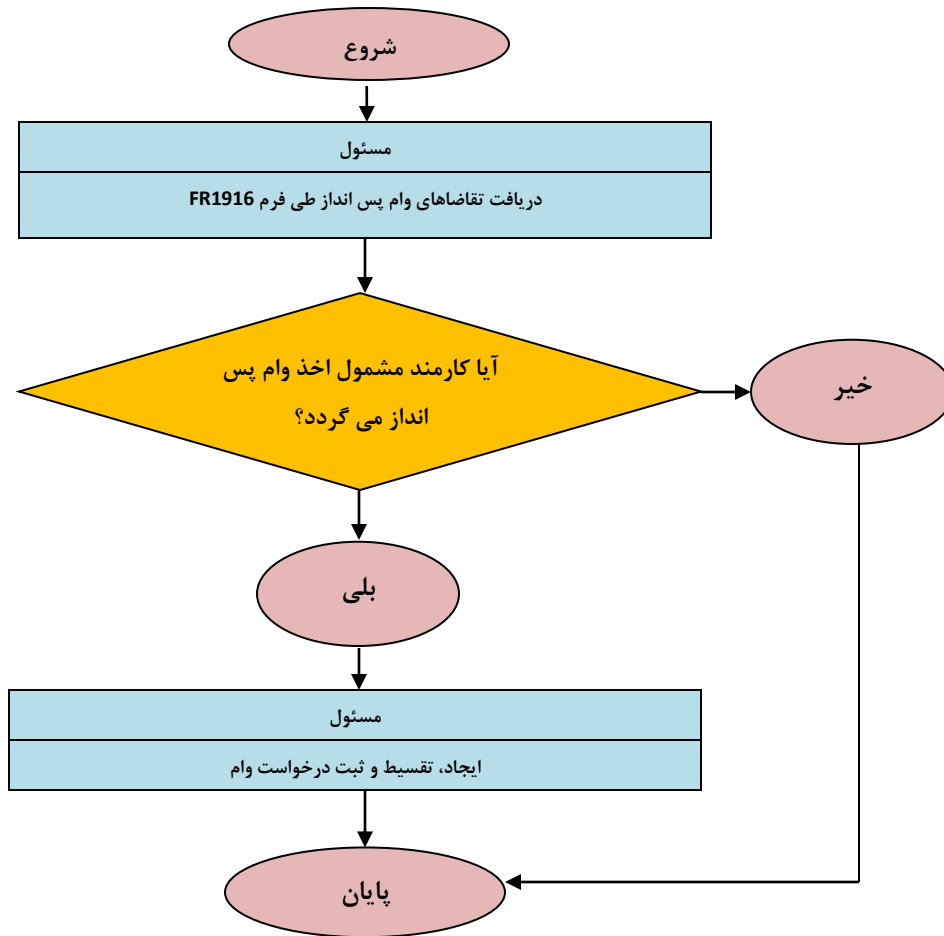 شروع
مسئول
دریافت تقاضاهای وام پس انداز طی فرم FR1916
آیا کارمند مشمول اخذ وام پس
انداز می گردد؟
خیر
بلی
مسئول
ایجاد، تقسیط و ثبت درخواست وام
پایان